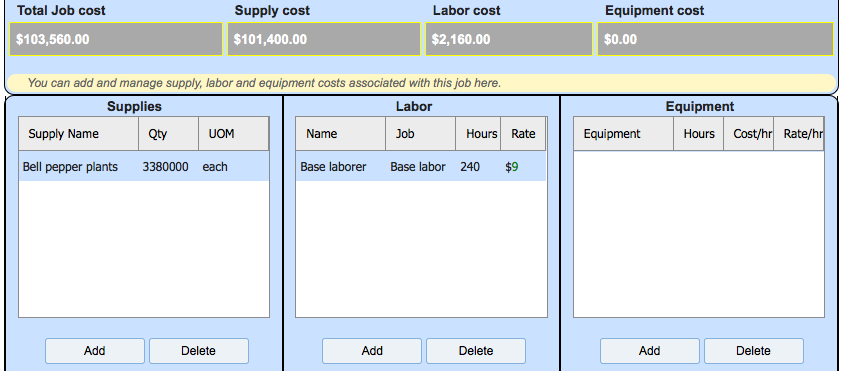 Total Job cost Supply cost Labor cost Equipment cost
$103,560.00 $101,400.00 $2,160.00 $0.00
You can add and manage supply, labor and equipment costs associated with this job here.
Supplies Labor Equipment
Supply Name Qty UOM Name Job Hours Rate Equipment Hours Cost/hr Rate/hr
Bell pepper plants 3380000 each Base laborer Base labor 240 $9
Add Delete Add Delete Add Delete